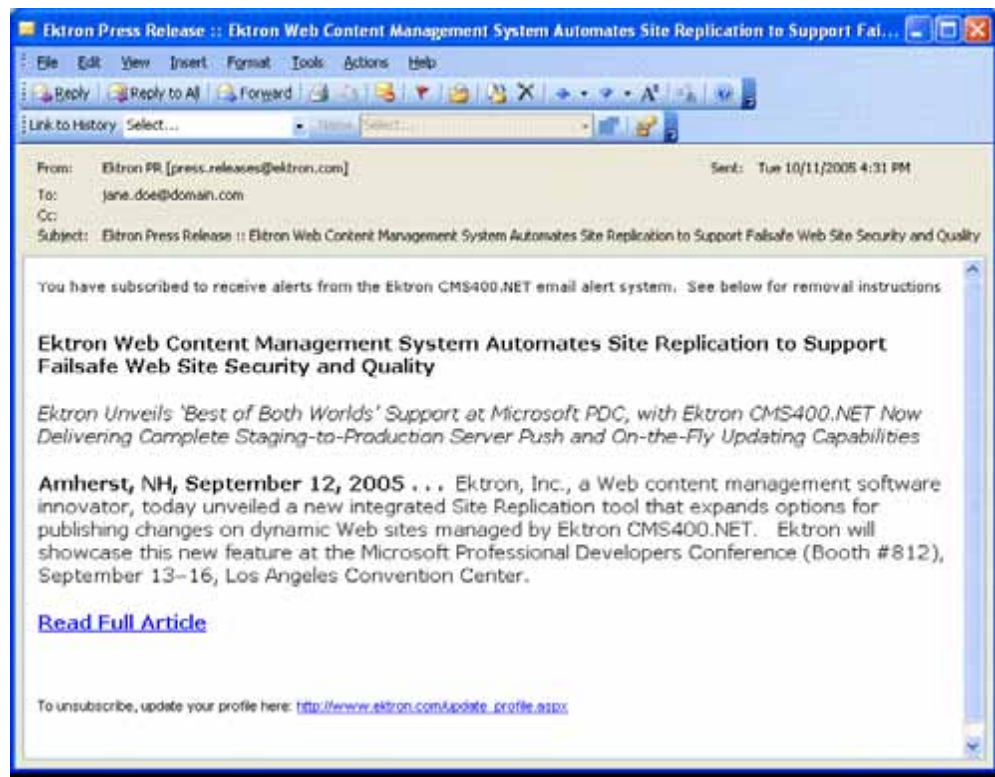 Ektron Press Release :: Ektron Web Content Management System Automates Site Replication to Support Fai...
File Edit View Insert Format Tools Actions Help
Reply Reply to All Forward
Link to History Select... Name Select...
From: Ektron PR [press.releases@ektron.com] Sent: Tue 10/11/2005 4:31 PM
To: jane.doe@domain.com
Cc:
Subject: Ektron Press Release :: Ektron Web Content Management System Automates Site Replication to Support Failsafe Web Site Security and Quality
You have subscribed to receive alerts from the Ektron CMS400.NET email alert system. See below for removal instructions
Ektron Web Content Management System Automates Site Replication to Support
Failsafe Web Site Security and Quality
Ektron Unveils 'Best of Both Worlds' Support at Microsoft PDC, with Ektron CMS400.NET Now
Delivering Complete Staging-to-Production Server Push and On-the-Fly Updating Capabilities
Amherst, NH, September 12, 2005 . . . Ektron, Inc., a Web content management software
innovator, today unveiled a new integrated Site Replication tool that expands options for
publishing changes on dynamic Web sites managed by Ektron CMS400.NET. Ektron will
showcase this new feature at the Microsoft Professional Developers Conference (Booth #812),
September 13–16, Los Angeles Convention Center.
Read Full Article
To unsubscribe, update your profile here: http://www.ektron.com/update_profile.aspx